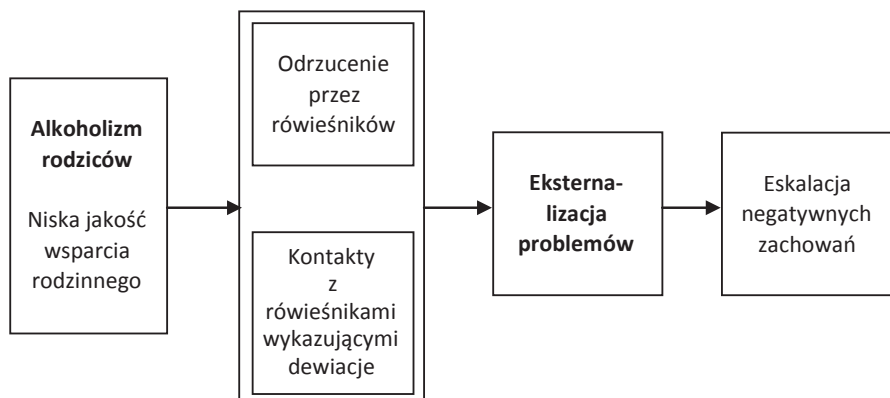 Alkoholizm
rodziców
Niska jakość
wsparcia
rodzinnego
Odrzucenie
przez
rówieśników
Kontakty
z
rówieśnikami
wykazującymi
dewiacje
Eksterna-
lizacja
problemów
Eskalacja
negatywnych
zachowań